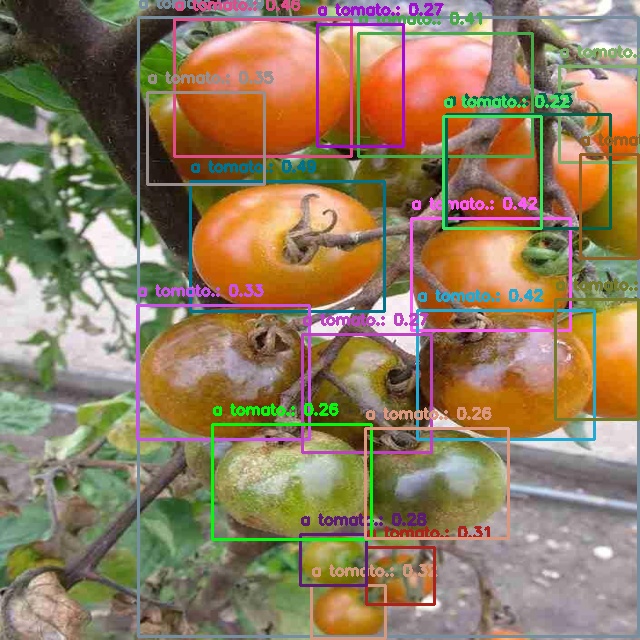 a tomato.: 0.46
a tomato.: 0.27
0.41
a tomato.
a tomato.: 0.35
a tomato.: 0.22
a tomat
a tomato.: 0.49
a tomato.: 0.42
a tomato.: 0.33
a tomato.: 0.42
a tomato.
a tomato.: 0.27
a tomato.: 0.26
a tomato.: 0.26
a tomat.: 0.28
tomato.: 0.31
a tomato.: 0.3